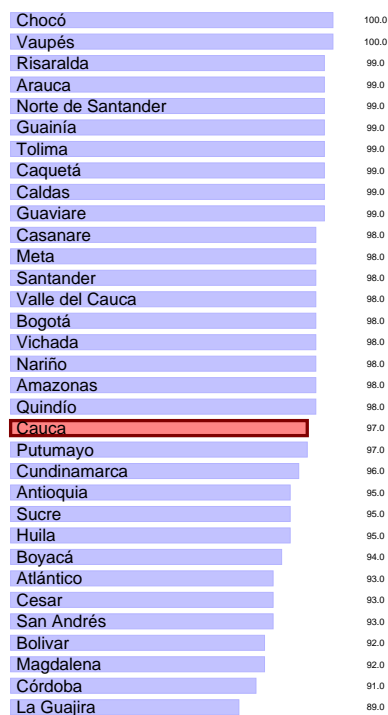 Chocó 100.0
Vaupés 100.0
Risaralda 99.0
Arauca 99.0
Norte de Santander 99.0
Guainía 99.0
Tolima 99.0
Caquetá 99.0
Caldas 99.0
Guaviare 99.0
Casanare 98.0
Meta 98.0
Santander 98.0
Valle del Cauca 98.0
Bogotá 98.0
Vichada 98.0
Nariño 98.0
Amazonas 98.0
Quindío 98.0
Cauca 97.0
Putumayo 97.0
Cundinamarca 96.0
Antioquia 95.0
Sucre 95.0
Huila 95.0
Boyacá 94.0
Atlántico 93.0
Cesar 93.0
San Andrés 93.0
Bolivar 92.0
Magdalena 92.0
Córdoba 91.0
La Guajira 89.0